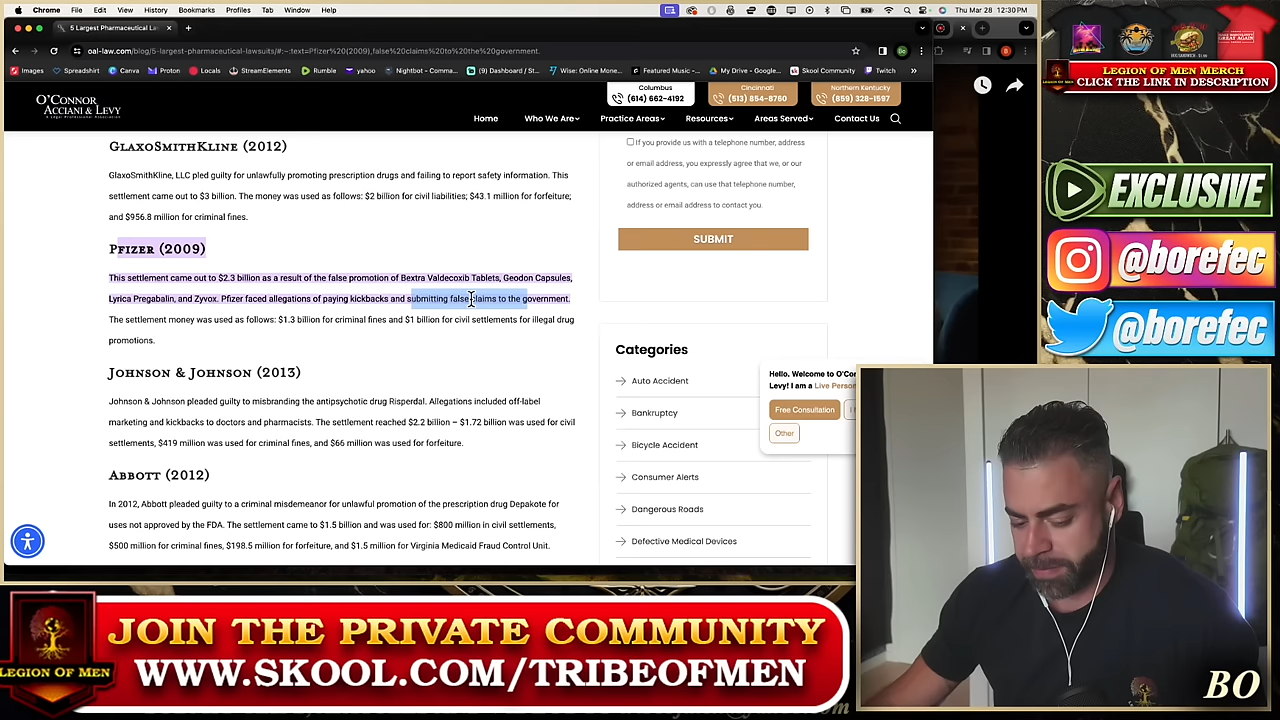 Chrome File Edit View History Bookmarks Profiles Tab Window Help
Thu Mar 28 12:30 PM
5 Largest Pharmaceutical La
oal-law.com/blog/5-largest-pharmaceutical-lawsuits/#:~:text=Pfizer%20(2009),false%20claims%20to%20the%20government.
Images Spreadshirt Canva Proton Locals StreamElements Rumble yahoo Nightbot - Comma... (9) Dashboard / St... Wise: Online Mone... Featured Music -... My Drive - Google... Skool Community Twitch
O'CONNOR
ACCIANI & LEVY
Columbus
(614) 662-4192
Cincinnati
(513) 854-8760
Northern Kentucky
(859) 328-1597
Home Who We Are Practice Areas Resources Areas Served Contact Us
GLAXOSMITHKLINE (2012)
GlaxoSmithKline, LLC pled guilty for unlawfully promoting prescription drugs and failing to report safety information. This
settlement came out to $3 billion. The money was used as follows: $2 billion for civil liabilities; $43.1 million for forfeiture;
and $956.8 million for criminal fines.
PFIZER (2009)
This settlement came out to $2.3 billion as a result of the false promotion of Bextra Valdecoxib Tablets, Geodon Capsules,
Lyrica Pregabalin, and Zyvox. Pfizer faced allegations of paying kickbacks and submitting false claims to the government.
The settlement money was used as follows: $1.3 billion for criminal fines and $1 billion for civil settlements for illegal drug
promotions.
JOHNSON & JOHNSON (2013)
Johnson & Johnson pleaded guilty to misbranding the antipsychotic drug Risperdal. Allegations included off-label
marketing and kickbacks to doctors and pharmacists. The settlement reached $2.2 billion – $1.72 billion was used for civil
settlements, $419 million was used for criminal fines, and $66 million was used for forfeiture.
ABBOTT (2012)
In 2012, Abbott pleaded guilty to a criminal misdemeanor for unlawful promotion of the prescription drug Depakote for
uses not approved by the FDA. The settlement came to $1.5 billion and was used for: $800 million in civil settlements,
$500 million for criminal fines, $198.5 million for forfeiture, and $1.5 million for Virginia Medicaid Fraud Control Unit.
If you provide us with a telephone number, address
or email address, you expressly agree that we, or our
authorized agents, can use that telephone number,
address or email address to contact you.
SUBMIT
Categories
Auto Accident
Bankruptcy
Bicycle Accident
Consumer Alerts
Dangerous Roads
Defective Medical Devices
Hello. Welcome to O'Con
Levy! I am a Live Person
Free Consultation
Other
LEGION OF MEN MERCH
CLICK THE LINK IN DESCRIPTION
EXCLUSIVE
@borefec
@borefec
BO
LEGION OF MEN
JOIN THE PRIVATE COMMUNITY
WWW.SKOOL.COM/TRIBEOFMEN